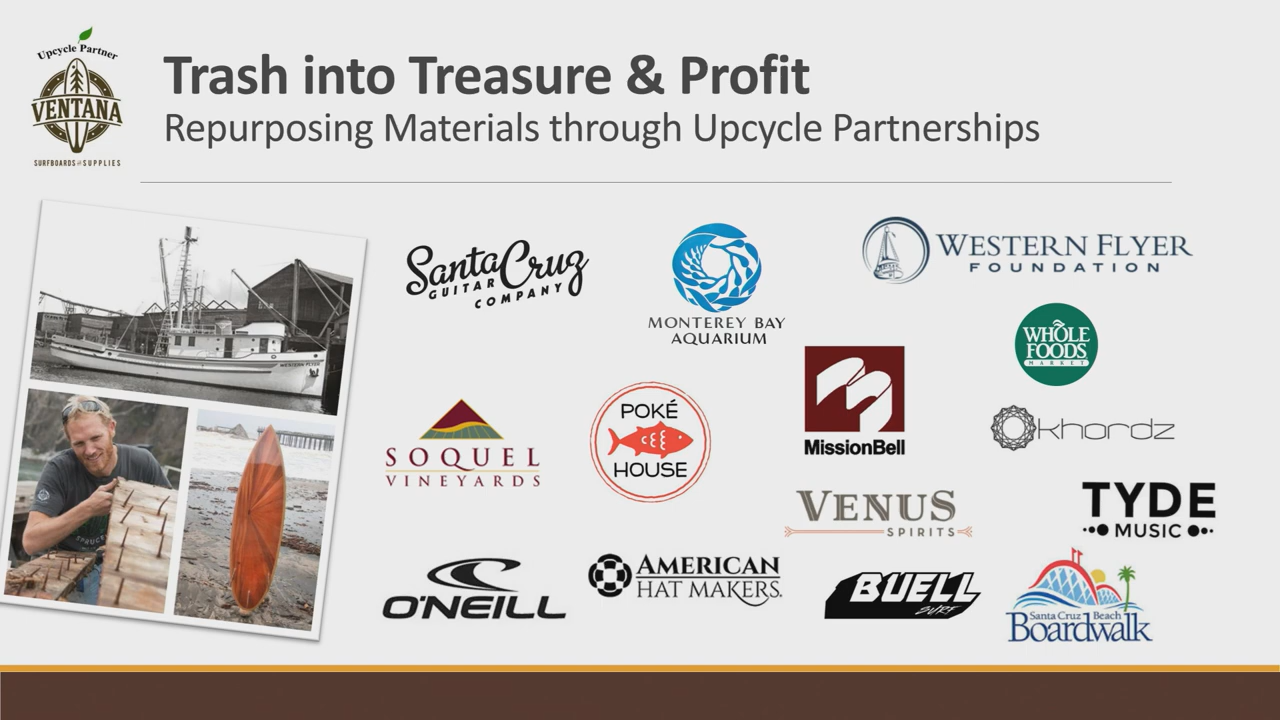 Upcycle Partner
VENTANA
SURFBOARDS & SUPPLIES
Trash into Treasure & Profit
Repurposing Materials through Upcycle Partnerships
WESTERN FLYER
Santa Cruz
GUITAR
COMPANY
MONTEREY BAY
AQUARIUM
WESTERN FLYER
FOUNDATION
WHOLE
FOODS
MARKET
MissionBell
khordz
SOQUEL
VINEYARDS
POKÉ
HOUSE
VENUS
SPIRITS
TYDE
MUSIC
O'NEILL
AMERICAN
HAT MAKERS.
BUELL
SURF
Santa Cruz Beach
Boardwalk